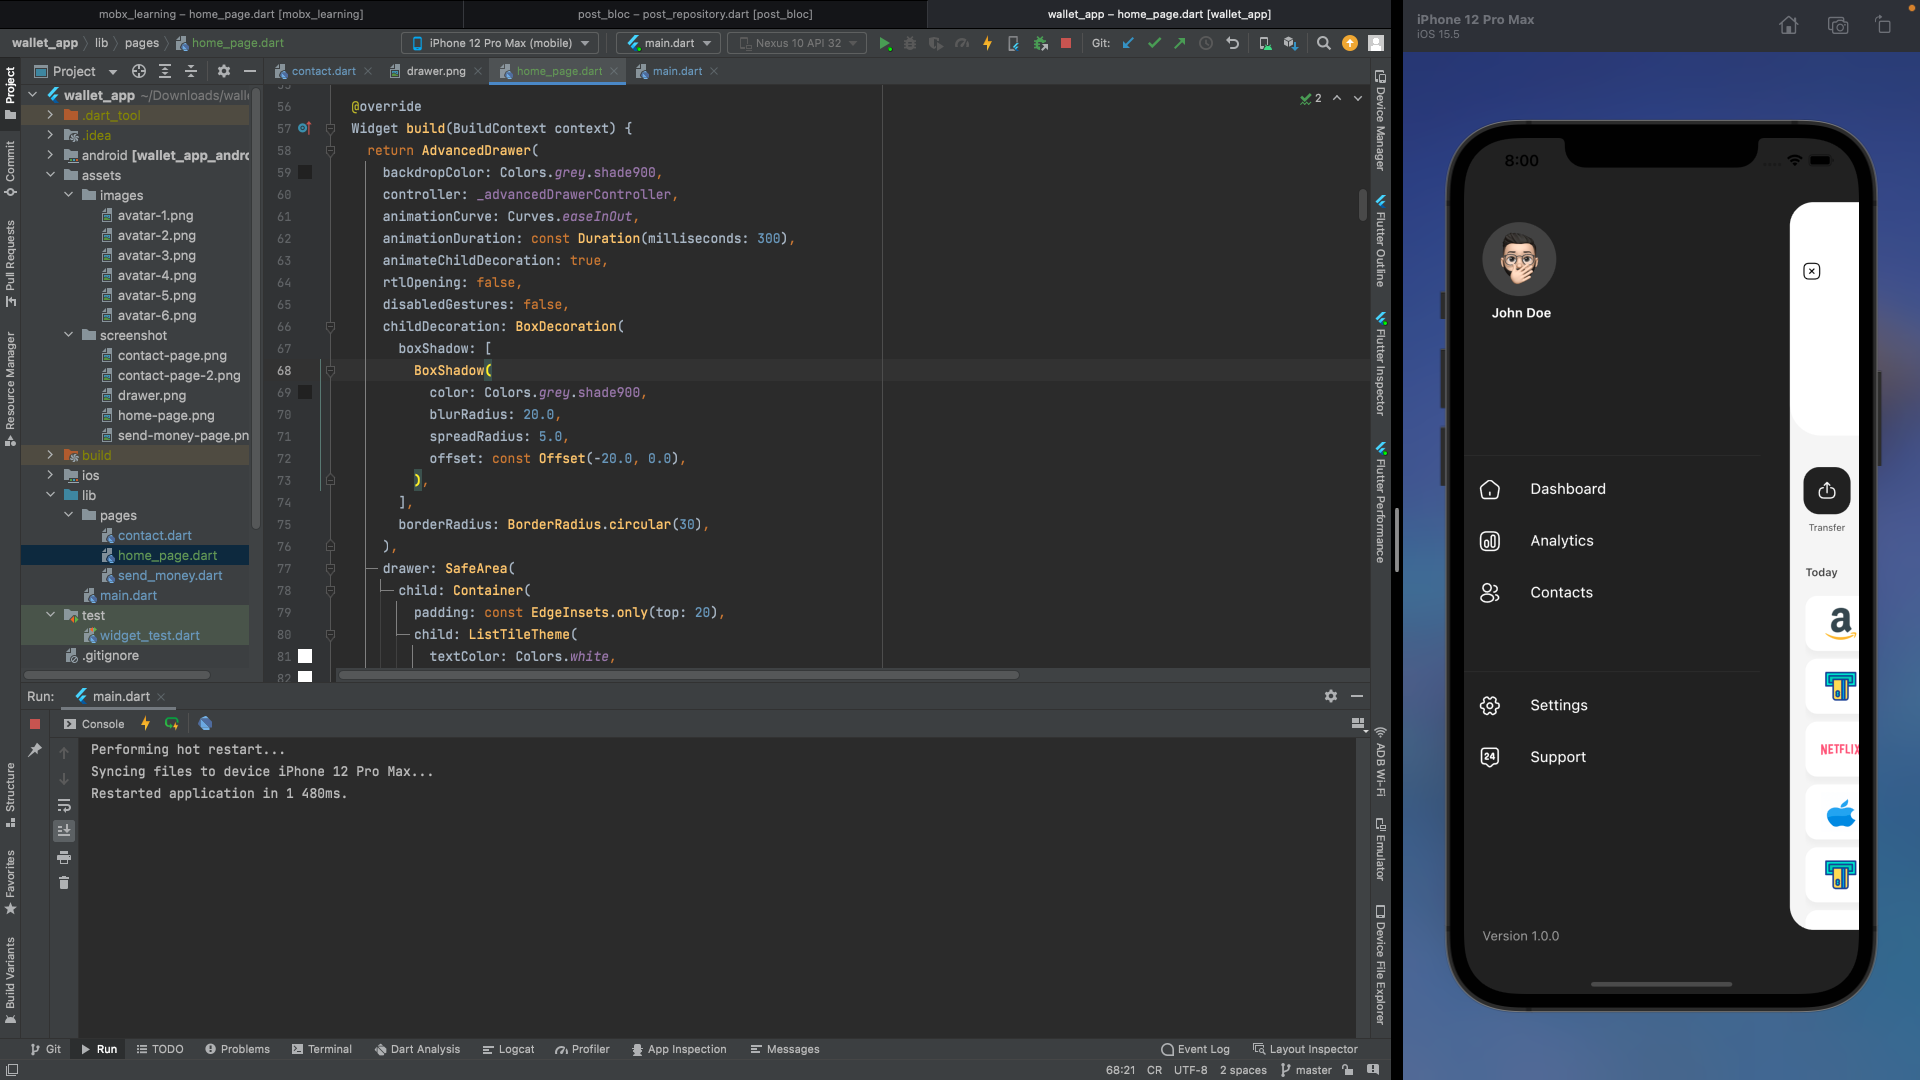 mobx_learning – home_page.dart [mobx_learning]
post_bloc – post_repository.dart [post_bloc]
wallet_app – home_page.dart [wallet_app]
wallet_app
lib
pages
home_page.dart
iPhone 12 Pro Max (mobile)
main.dart
Nexus 10 API 32
Git:
Project
contact.dart
drawer.png
home_page.dart
main.dart
wallet_app ~/Downloads/wall
.dart_tool
.idea
android [wallet_app_andro
assets
images
avatar-1.png
avatar-2.png
avatar-3.png
avatar-4.png
avatar-5.png
avatar-6.png
screenshot
contact-page.png
contact-page-2.png
drawer.png
home-page.png
send-money-page.pn
build
ios
lib
pages
contact.dart
home_page.dart
send_money.dart
main.dart
test
widget_test.dart
.gitignore
Project
Commit
Pull Requests
Resource Manager
Structure
Favorites
Build Variants
2
56 @override
57 Widget build(BuildContext context) {
58 return AdvancedDrawer(
59 backdropColor: Colors.grey.shade900,
60 controller: _advancedDrawerController,
61 animationCurve: Curves.easeInOut,
62 animationDuration: const Duration(milliseconds: 300),
63 animateChildDecoration: true,
64 rtlOpening: false,
65 disabledGestures: false,
66 childDecoration: BoxDecoration(
67 boxShadow: [
68 BoxShadow(
69 color: Colors.grey.shade900,
70 blurRadius: 20.0,
71 spreadRadius: 5.0,
72 offset: const Offset(-20.0, 0.0),
73 ),
74 ],
75 borderRadius: BorderRadius.circular(30),
76 ),
77 drawer: SafeArea(
78 child: Container(
79 padding: const EdgeInsets.only(top: 20),
80 child: ListTileTheme(
81 textColor: Colors.white,
82
Device Manager
Flutter Outline
Flutter Inspector
Flutter Performance
ADB Wi-Fi
Emulator
Device File Explorer
Run:
main.dart
Console
Performing hot restart...
Syncing files to device iPhone 12 Pro Max...
Restarted application in 1 480ms.
Git
Run
TODO
Problems
Terminal
Dart Analysis
Logcat
Profiler
App Inspection
Messages
Event Log
Layout Inspector
68:21
CR
UTF-8
2 spaces
master
iPhone 12 Pro Max
iOS 15.5
8:00
John Doe
Dashboard
Analytics
Contacts
Settings
24
Support
Version 1.0.0
Transfer
Today
a
NETFLIX